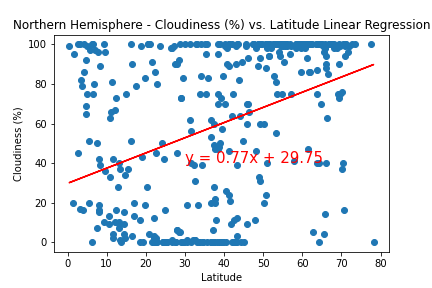 Northern Hemisphere - Cloudiness (%) vs. Latitude Linear Regression
100
80
60
40
20
0
Cloudiness (%)
y = 0.77x + 29.75
0 10 20 30 40 50 60 70 80
Latitude